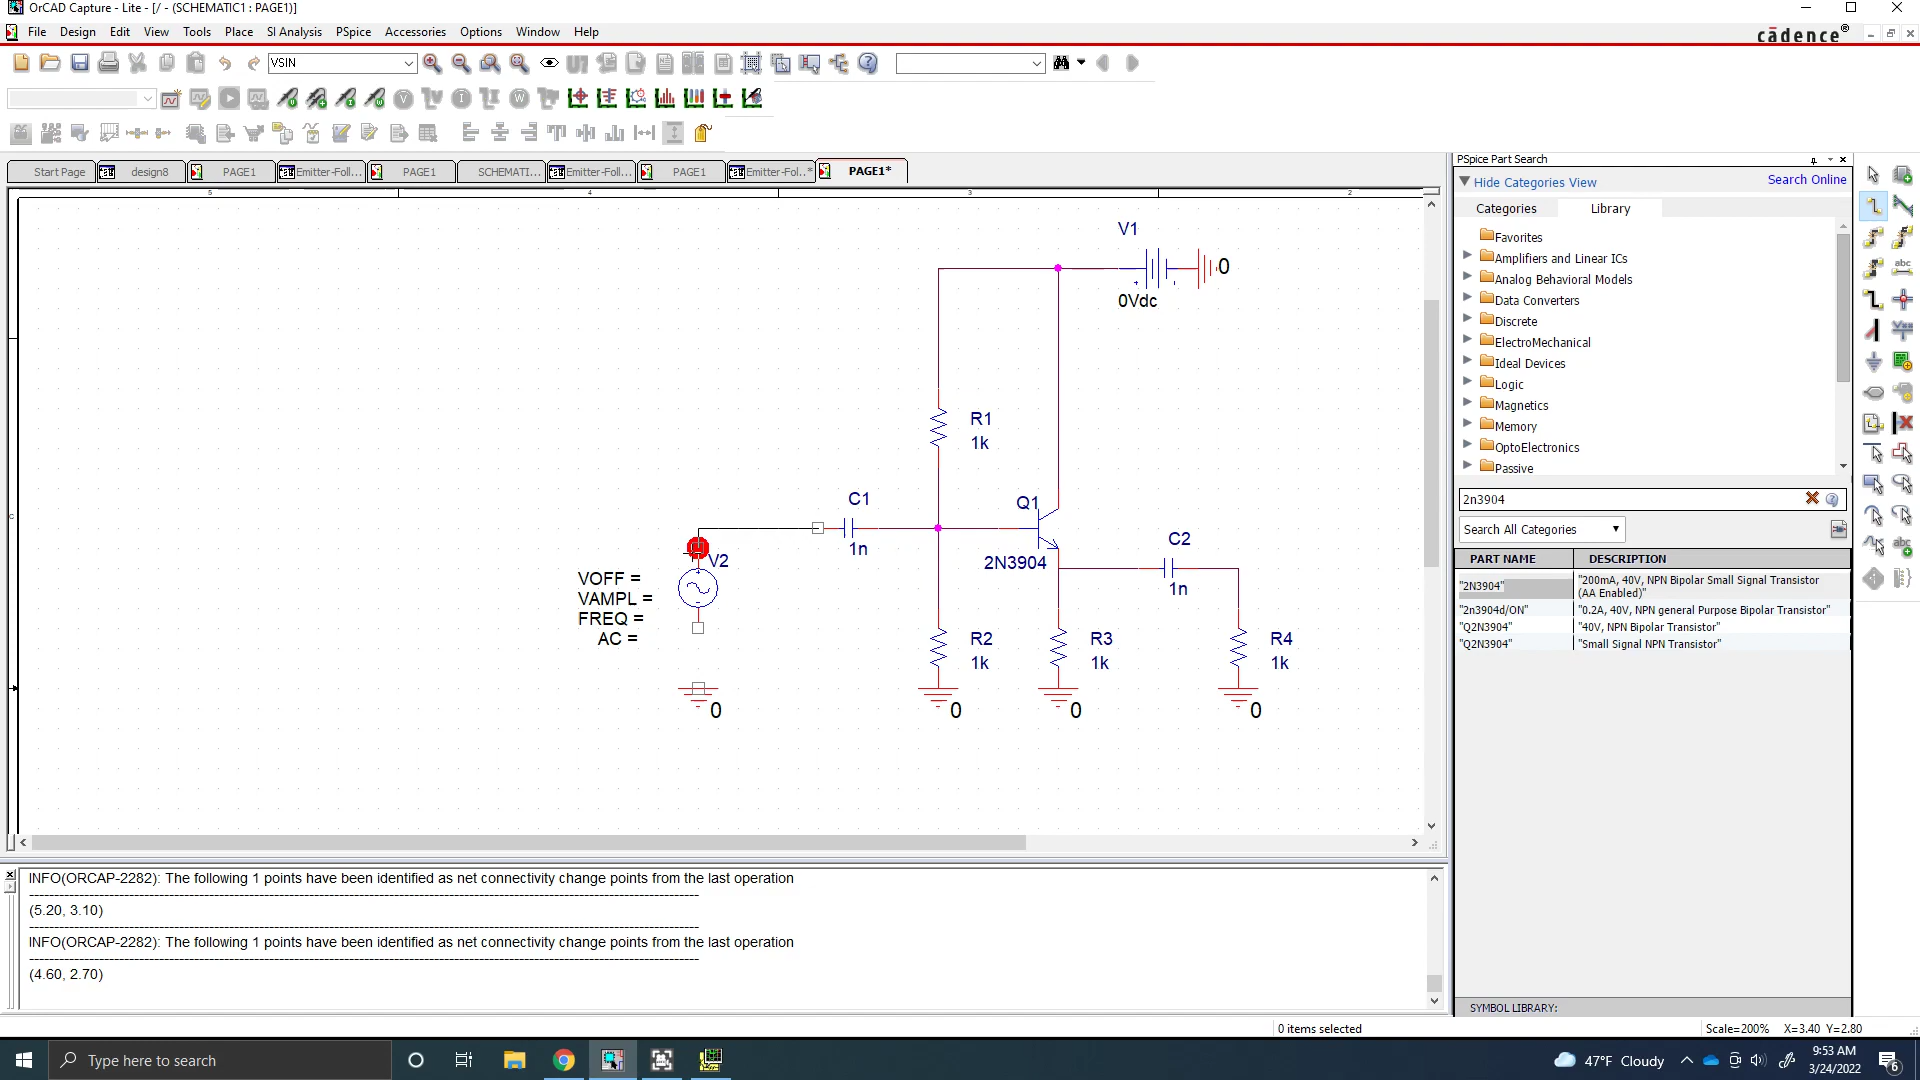 OrCAD Capture - Lite - [/ - (SCHEMATIC1 : PAGE1)]
File Design Edit View Tools Place SI Analysis PSpice Accessories Options Window Help
cādence®
VSIN
Start Page design8 PAGE1 Emitter-Foll... PAGE1 SCHEMATI... Emitter-Foll... PAGE1 Emitter-Fol..* PAGE1*
5 4 3 2
C
V1
0
0Vdc
R1
1k
C1
1n
Q1
2N3904
C2
1n
V2
VOFF =
VAMPL =
FREQ =
AC =
R2
1k
R3
1k
R4
1k
0
0
0
0
PSpice Part Search
Hide Categories View
Search Online
Categories Library
Favorites
Amplifiers and Linear ICs
Analog Behavioral Models
Data Converters
Discrete
ElectroMechanical
Ideal Devices
Logic
Magnetics
Memory
OptoElectronics
Passive
2n3904
Search All Categories
PART NAME DESCRIPTION
"2N3904" "200mA, 40V, NPN Bipolar Small Signal Transistor
(AA Enabled)"
"2n3904d/ON" "0.2A, 40V, NPN general Purpose Bipolar Transistor"
"Q2N3904" "40V, NPN Bipolar Transistor"
"Q2N3904" "Small Signal NPN Transistor"
SYMBOL LIBRARY:
INFO(ORCAP-2282): The following 1 points have been identified as net connectivity change points from the last operation
(5.20, 3.10)
INFO(ORCAP-2282): The following 1 points have been identified as net connectivity change points from the last operation
(4.60, 2.70)
0 items selected
Scale=200% X=3.40 Y=2.80
Type here to search
47°F Cloudy
9:53 AM
3/24/2022
6